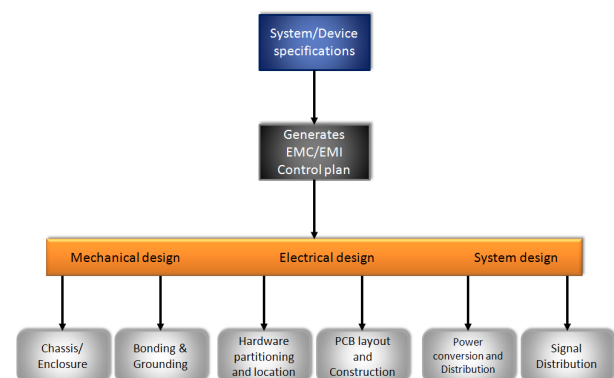 System/Device
specifications
Generates
EMC/EMI
Control plan
Mechanical design
Electrical design
System design
Chassis/
Enclosure
Bonding &
Grounding
Hardware
partitioning
and location
PCB layout
and
Construction
Power
conversion and
Distribution
Signal
Distribution